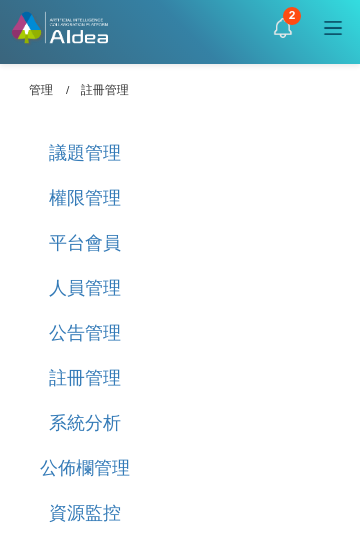 ARTIFICIAL INTELLIGENCE
COLLABORATION PLATFORM
AIdea
2
管理 / 註冊管理
議題管理
權限管理
平台會員
人員管理
公告管理
註冊管理
系統分析
公佈欄管理
資源監控